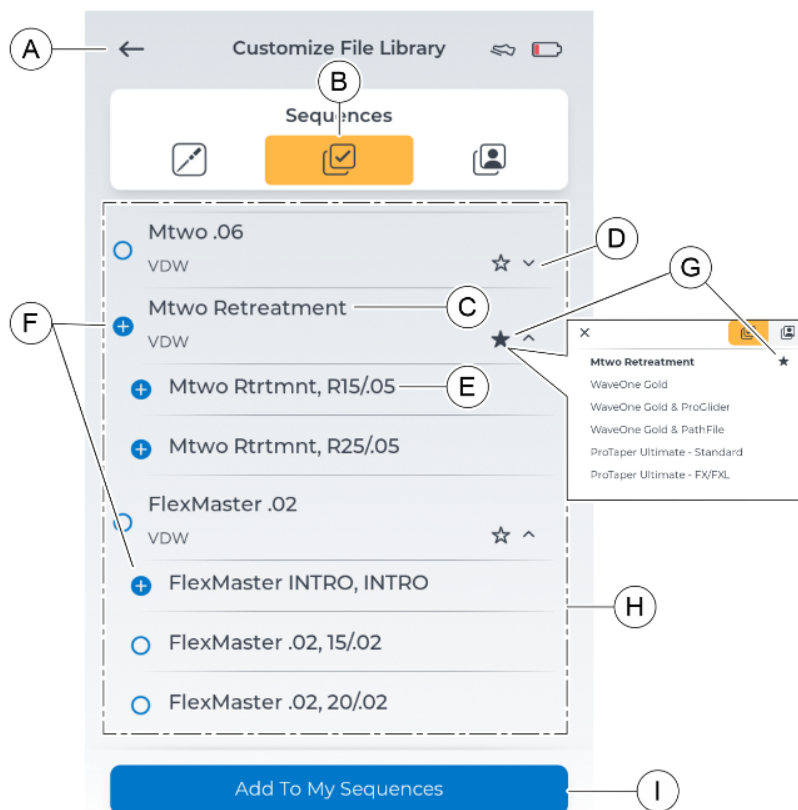 A
Customize File Library
B
Sequences
Mtwo .06
VDW
D
G
F
Mtwo Retreatment
C
VDW
Mtwo Retreatment
WaveOne Gold
WaveOne Gold & ProGlider
WaveOne Gold & PathFile
ProTaper Ultimate - Standard
ProTaper Ultimate - FX/FXL
Mtwo Rtrtmnt, R15/.05
E
Mtwo Rtrtmnt, R25/.05
FlexMaster .02
VDW
FlexMaster INTRO, INTRO
H
FlexMaster .02, 15/.02
FlexMaster .02, 20/.02
Add To My Sequences
I